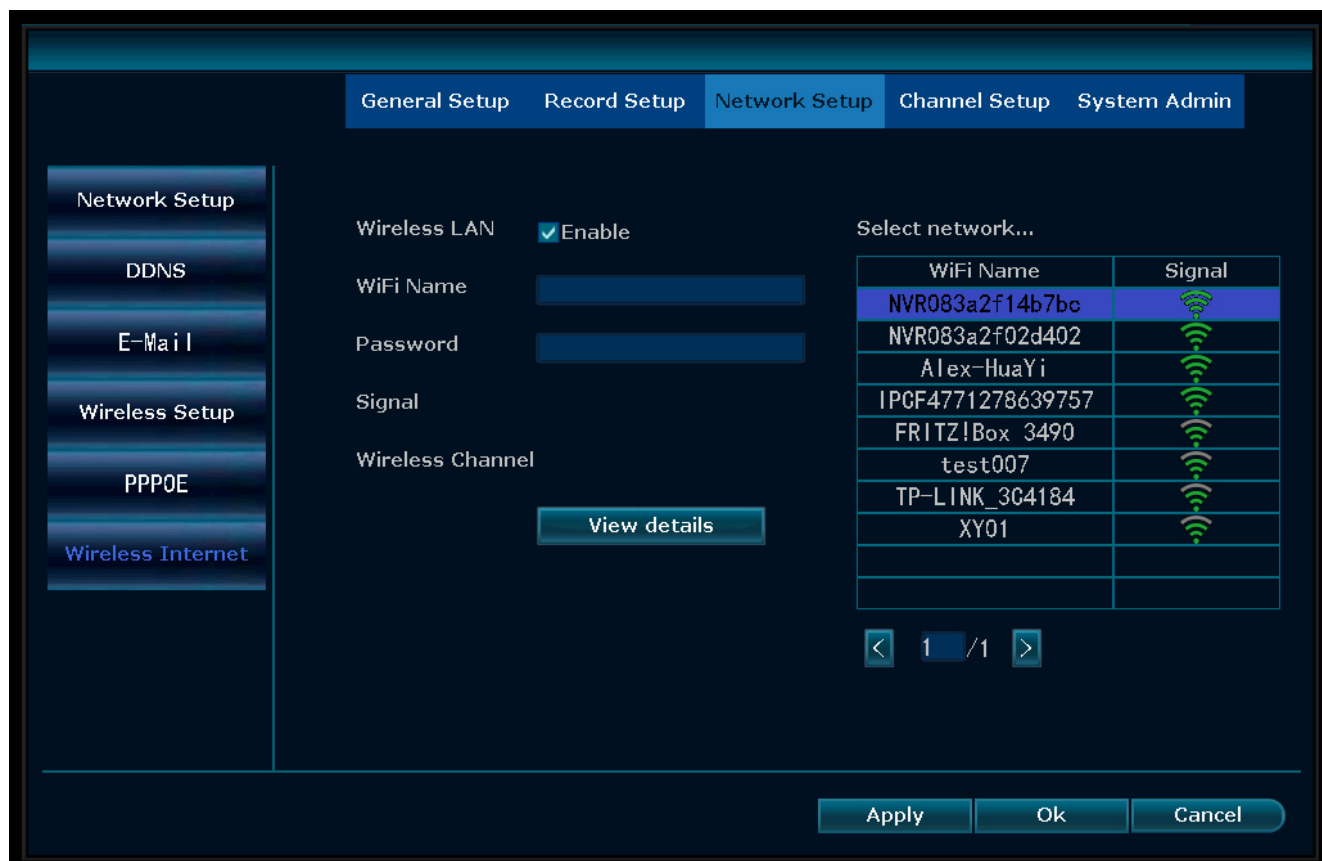 General Setup Record Setup Network Setup Channel Setup System Admin
Network Setup
DDNS
E-Mail
Wireless Setup
PPPOE
Wireless Internet
Wireless LAN Enable
WiFi Name
Password
Signal
Wireless Channel
View details
Select network...
WiFi Name Signal
NVR083a2f14b7bc
NVR083a2f02d402
Alex-HuaYi
IPCF4771278639757
FRITZ!Box 3490
test007
TP-LINK_3C4184
XY01
< 1 /1 >
Apply Ok Cancel